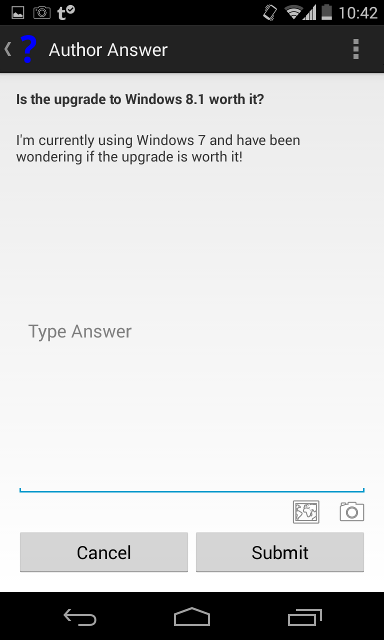 10:42
? Author Answer
Is the upgrade to Windows 8.1 worth it?
I'm currently using Windows 7 and have been
wondering if the upgrade is worth it!
Type Answer
Cancel Submit